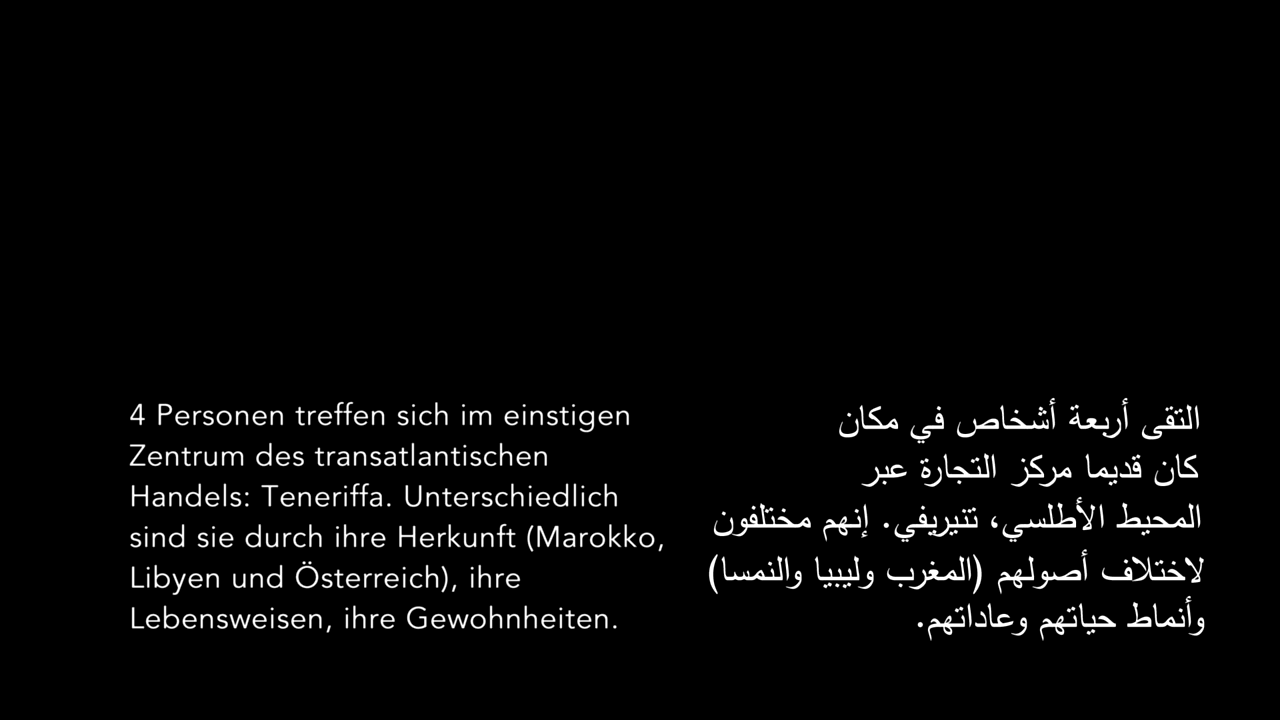 4 Personen treffen sich im einstigen
Zentrum des transatlantischen
Handels: Teneriffa. Unterschiedlich
sind sie durch ihre Herkunft (Marokko,
Libyen und Österreich), ihre
Lebensweisen, ihre Gewohnheiten.
التقى أربعة أشخاص في مكان
كان قديما مركز التجارة عبر
المحيط الأطلسي، تنيريفي. إنهم مختلفون
لاختلاف أصولهم (المغرب وليبيا والنمسا)
وأنماط حياتهم وعاداتهم.